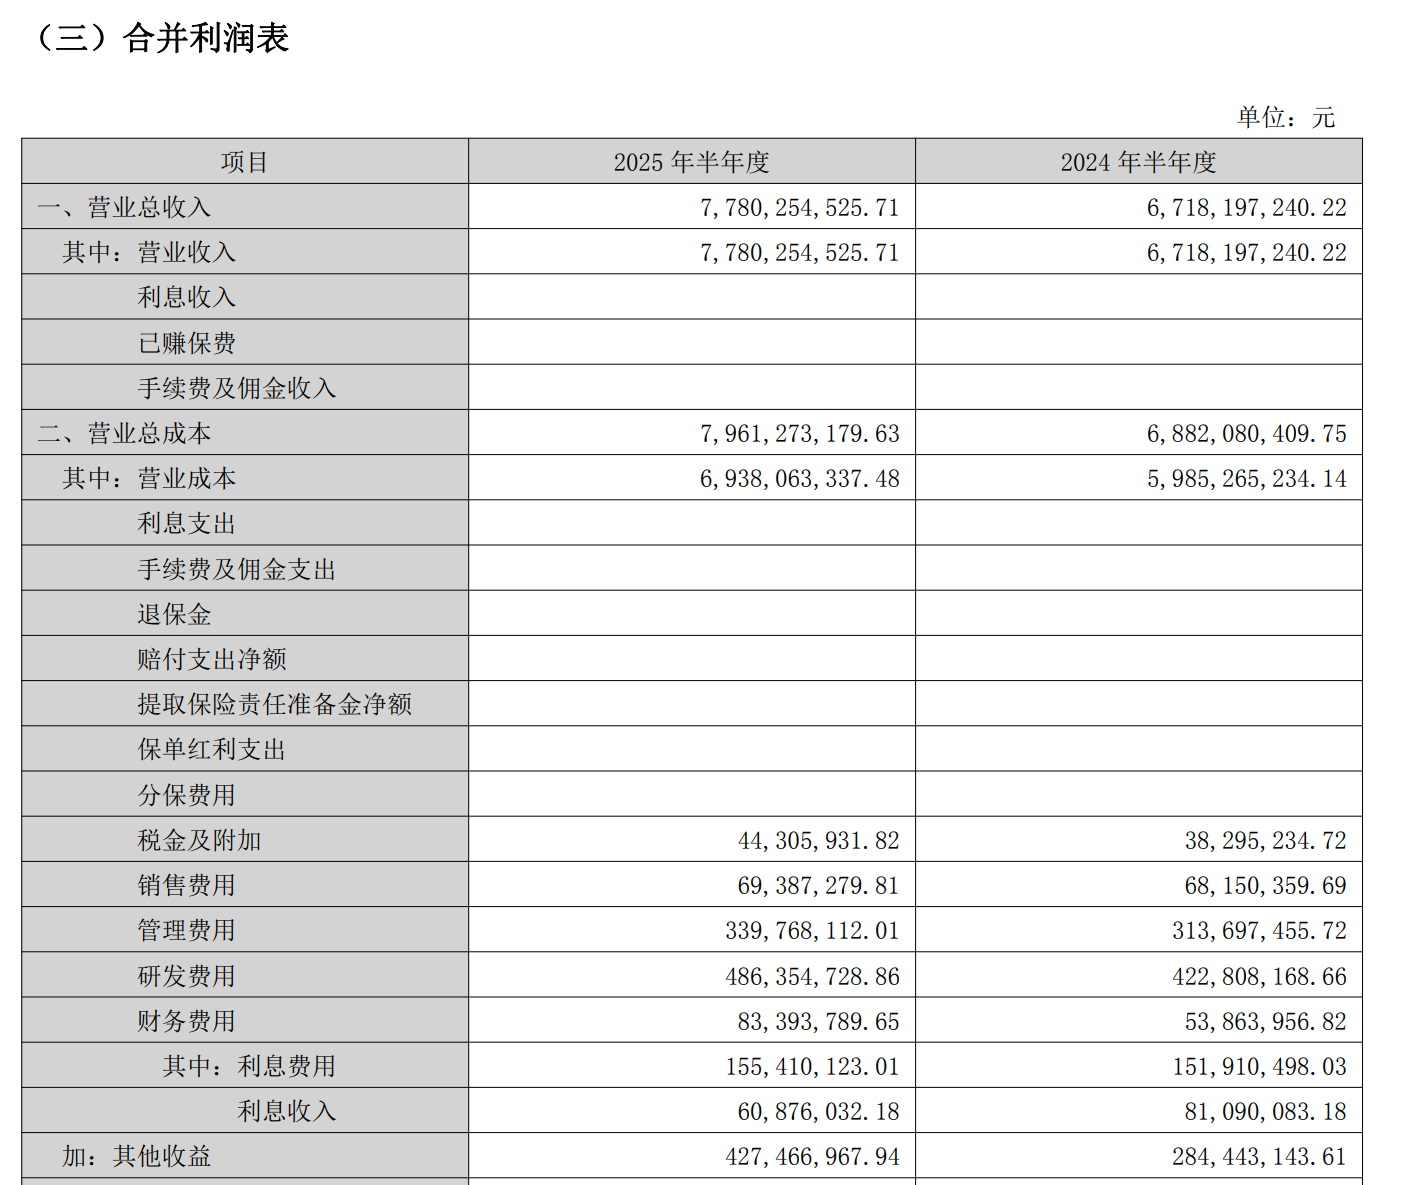 （三）合并利润表
单位：元
项目 2025 年半年度 2024 年半年度
一、营业总收入 7,780,254,525.71 6,718,197,240.22
其中：营业收入 7,780,254,525.71 6,718,197,240.22
利息收入
已赚保费
手续费及佣金收入
二、营业总成本 7,961,273,179.63 6,882,080,409.75
其中：营业成本 6,938,063,337.48 5,985,265,234.14
利息支出
手续费及佣金支出
退保金
赔付支出净额
提取保险责任准备金净额
保单红利支出
分保费用
税金及附加 44,305,931.82 38,295,234.72
销售费用 69,387,279.81 68,150,359.69
管理费用 339,768,112.01 313,697,455.72
研发费用 486,354,728.86 422,808,168.66
财务费用 83,393,789.65 53,863,956.82
其中：利息费用 155,410,123.01 151,910,498.03
利息收入 60,876,032.18 81,090,083.18
加：其他收益 427,466,967.94 284,443,143.61